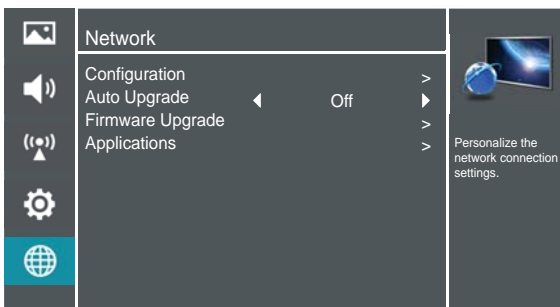 Network
Configuration >
Auto Upgrade Off
Firmware Upgrade >
Applications >
Personalize the
network connection
settings.